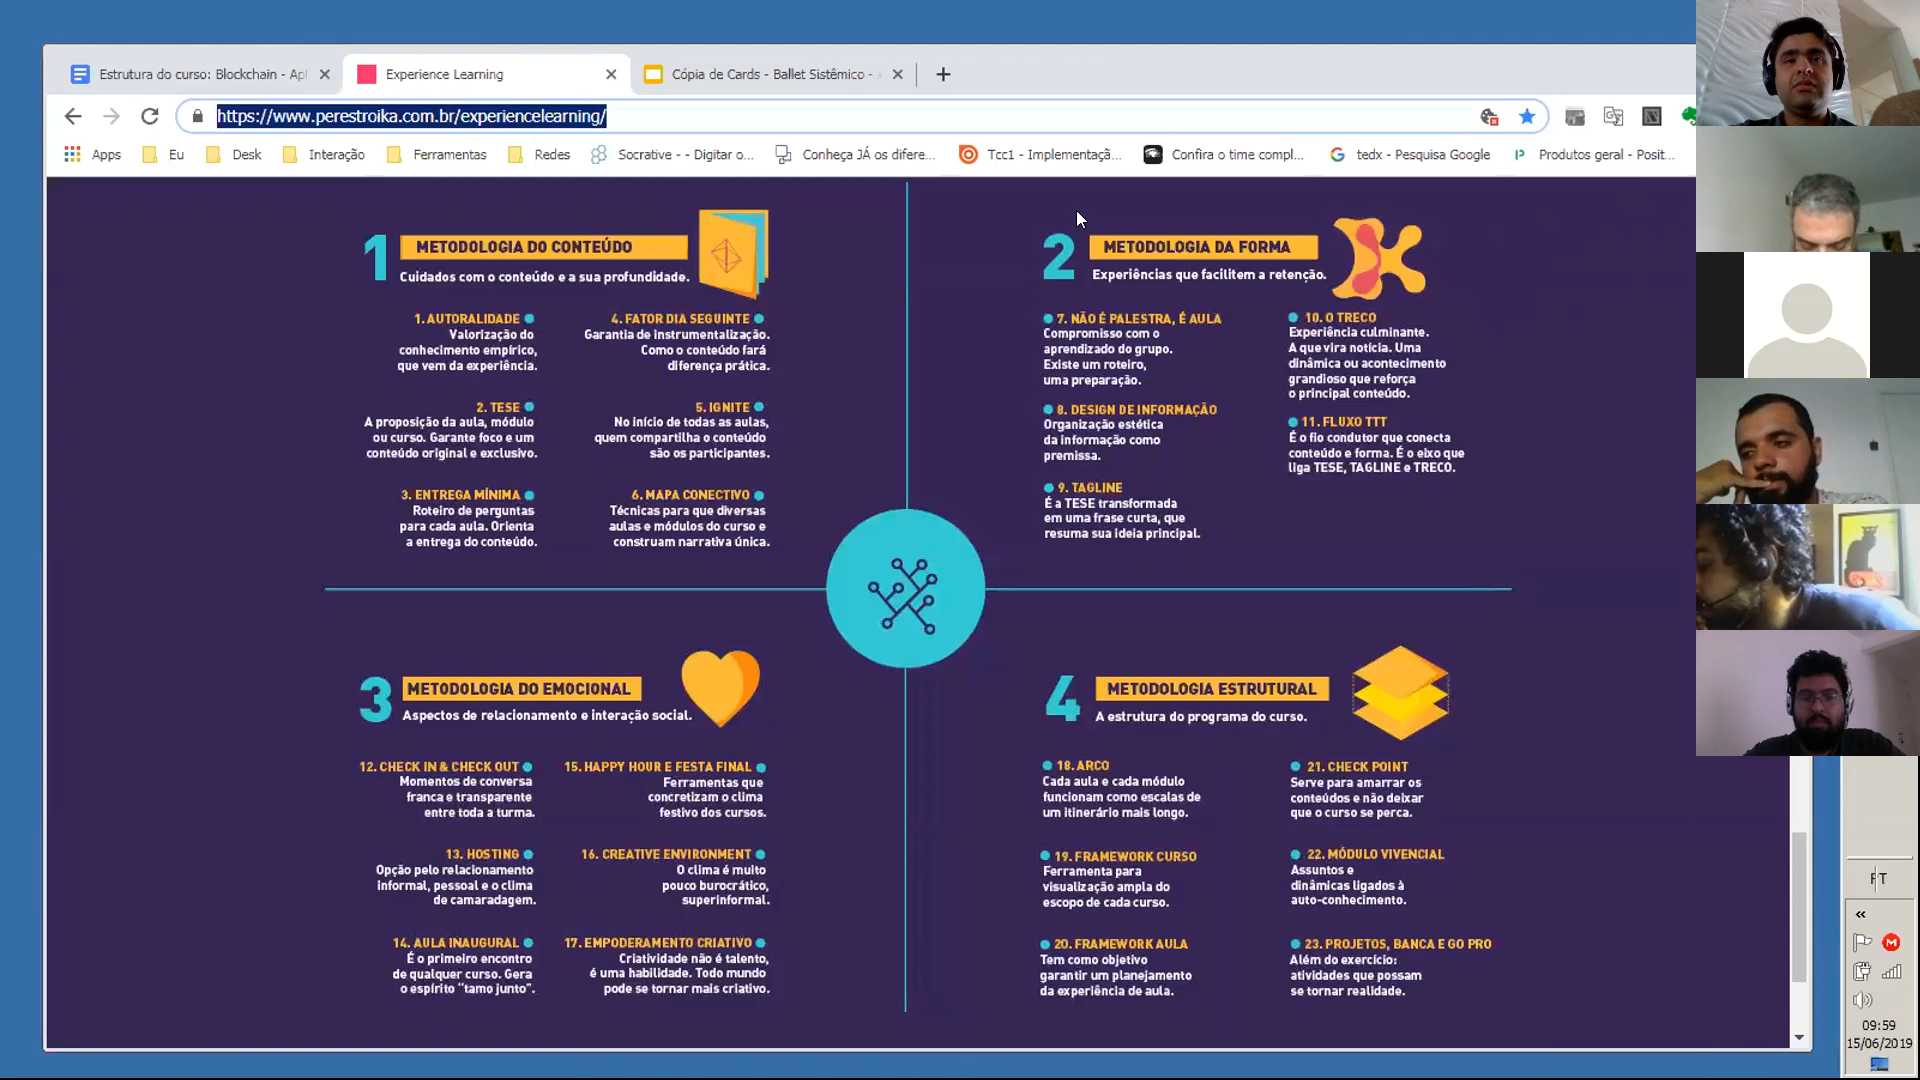 Estrutura do curso: Blockchain - Apl
Experience Learning
Cópia de Cards - Ballet Sistêmico -
https://www.perestroika.com.br/experiencelearning/
Apps
Eu
Desk
Interação
Ferramentas
Redes
Socrative - - Digitar o...
Conheça JÁ os difere...
Tcc1 - Implementaçã...
Confira o time compl...
tedx - Pesquisa Google
Produtos geral - Posit...
1 METODOLOGIA DO CONTEÚDO
Cuidados com o conteúdo e a sua profundidade.
1. AUTORALIDADE
Valorização do
conhecimento empírico,
que vem da experiência.
2. TESE
A proposição da aula, módulo
ou curso. Garante foco e um
conteúdo original e exclusivo.
3. ENTREGA MÍNIMA
Roteiro de perguntas
para cada aula. Orienta
a entrega do conteúdo.
4. FATOR DIA SEGUINTE
Garantia de instrumentalização.
Como o conteúdo fará
diferença prática.
5. IGNITE
No início de todas as aulas,
quem compartilha o conteúdo
são os participantes.
6. MAPA CONECTIVO
Técnicas para que diversas
aulas e módulos do curso e
construam narrativa única.
2 METODOLOGIA DA FORMA
Experiências que facilitem a retenção.
7. NÃO É PALESTRA, É AULA
Compromisso com o
aprendizado do grupo.
Existe um roteiro,
uma preparação.
8. DESIGN DE INFORMAÇÃO
Organização estética
da informação como
premissa.
9. TAGLINE
É a TESE transformada
em uma frase curta, que
resuma sua ideia principal.
10. O TRECO
Experiência culminante.
A que vira notícia. Uma
dinâmica ou acontecimento
grandioso que reforça
o principal conteúdo.
11. FLUXO TTT
É o fio condutor que conecta
conteúdo e forma. É o eixo que
liga TESE, TAGLINE e TRECO.
3 METODOLOGIA DO EMOCIONAL
Aspectos de relacionamento e interação social.
12. CHECK IN & CHECK OUT
Momentos de conversa
franca e transparente
entre toda a turma.
13. HOSTING
Opção pelo relacionamento
informal, pessoal e o clima
de camaradagem.
14. AULA INAUGURAL
É o primeiro encontro
de qualquer curso. Gera
o espírito "tamo junto".
15. HAPPY HOUR E FESTA FINAL
Ferramentas que
concretizam o clima
festivo dos cursos.
16. CREATIVE ENVIRONMENT
O clima é muito
pouco burocrático,
superinformal.
17. EMPODERAMENTO CRIATIVO
Criatividade não é talento,
é uma habilidade. Todo mundo
pode se tornar mais criativo.
4 METODOLOGIA ESTRUTURAL
A estrutura do programa do curso.
18. ARCO
Cada aula e cada módulo
funcionam como escalas de
um itinerário mais longo.
19. FRAMEWORK CURSO
Ferramenta para
visualização ampla do
escopo de cada curso.
20. FRAMEWORK AULA
Tem como objetivo
garantir um planejamento
da experiência de aula.
21. CHECK POINT
Serve para amarrar os
conteúdos e não deixar
que o curso se perca.
22. MÓDULO VIVENCIAL
Assuntos e
dinâmicas ligados à
auto-conhecimento.
23. PROJETOS, BANCA E GO PRO
Além do exercício:
atividades que possam
se tornar realidade.
PT
09:59
15/06/2019